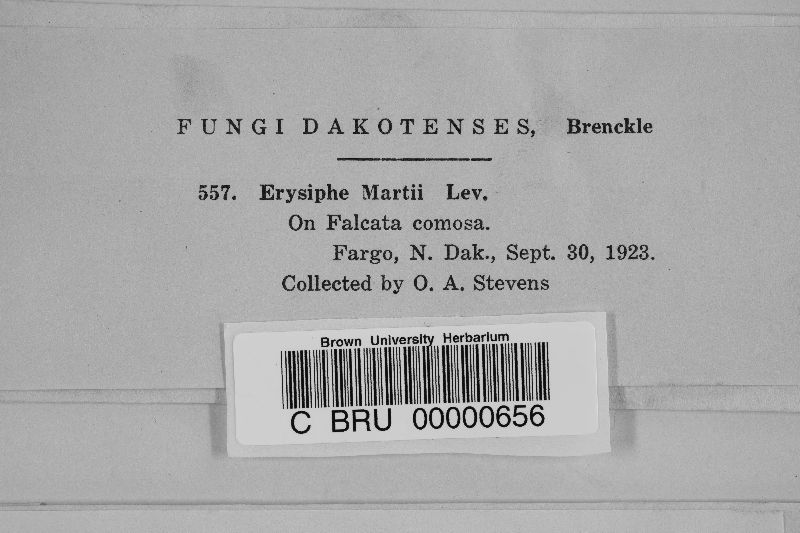 FUNGI DAKOTENSES, Brenckle
557. Erysiphe Martii Lev.
On Falcata comosa.
Fargo, N. Dak., Sept. 30, 1923.
Collected by O. A. Stevens
Brown University Herbarium
C BRU 00000656